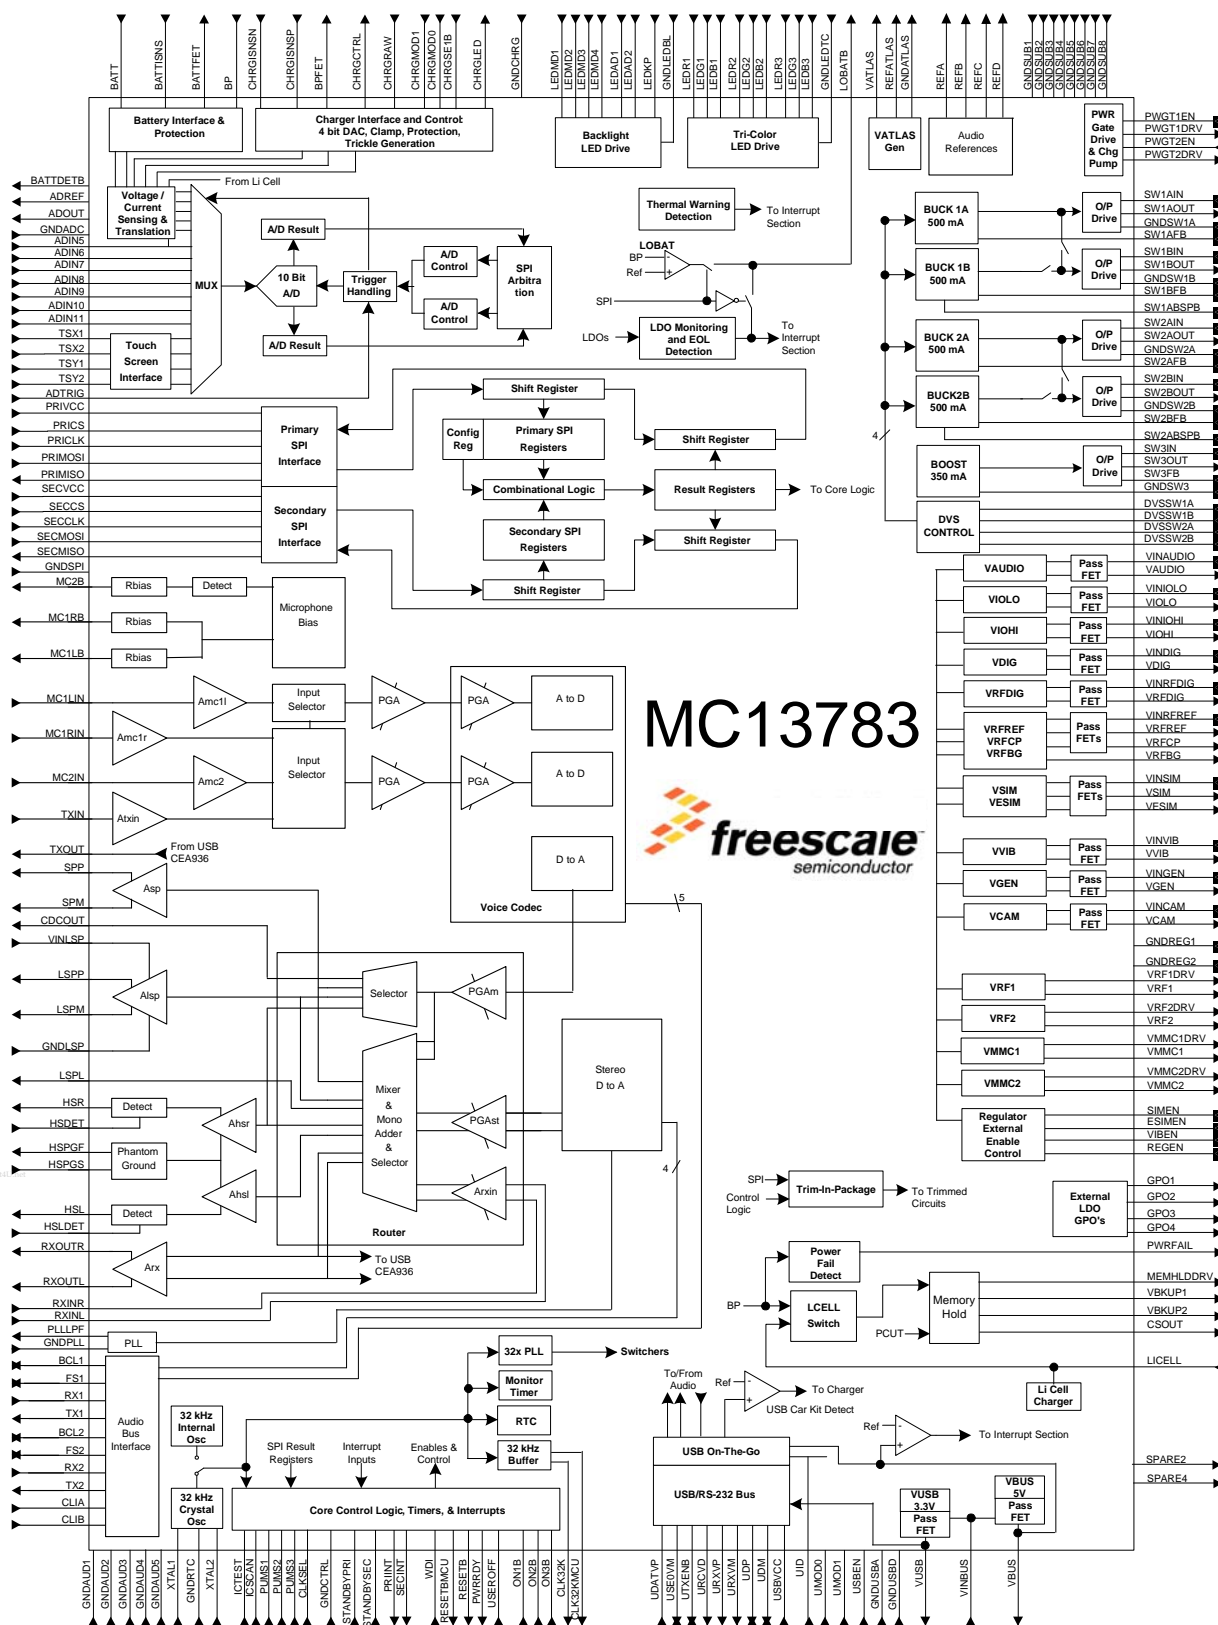 BATT
BATTISNS
BATTFET
BP
CHRGISNSN
CHRGISNSP
BPFET
CHRGCTRL
CHRGRAW
CHRGMOD1
CHRGMOD0
CHRGSE1B
CHRGLED
GNDCHRG
LEDMD1
LEDMD2
LEDMD3
LEDMD4
LEDAD1
LEDAD2
LEDKP
GNDLEDBL
LEDR1
LEDG1
LEDB1
LEDR2
LEDG2
LEDB2
LEDR3
LEDG3
LEDB3
GNDLEDTC
LOBATB
VATLAS
REFATLAS
GNDATLAS
REFA
REFB
REFC
REFD
GNDSUB1
GNDSUB2
GNDSUB3
GNDSUB4
GNDSUB5
GNDSUB6
GNDSUB7
GNDSUB8
Battery Interface &
Protection
Charger Interface and Control:
4 bit DAC, Clamp, Protection,
Trickle Generation
Backlight
LED Drive
Tri-Color
LED Drive
VATLAS
Gen
Audio
References
PWR
Gate
Drive
& Chg
Pump
PWGT1EN
PWGT1DRV
PWGT2EN
PWGT2DRV
BATTDETB
ADREF
ADOUT
GNDADC
ADIN5
ADIN6
ADIN7
ADIN8
ADIN9
ADIN10
ADIN11
TSX1
TSX2
TSY1
TSY2
ADTRIG
From Li Cell
Voltage /
Current
Sensing &
Translation
MUX
Touch
Screen
Interface
A/D Result
10 Bit
A/D
A/D Result
Trigger
Handling
A/D
Control
A/D
Control
SPI
Arbitra
tion
Thermal Warning
Detection
To Interrupt
Section
LOBAT
BP
Ref
-
+
SPI
LDOs
LDO Monitoring
and EOL
Detection
To
Interrupt
Section
BUCK 1A
500 mA
O/P
Drive
BUCK 1B
500 mA
O/P
Drive
BUCK 2A
500 mA
O/P
Drive
BUCK2B
500 mA
O/P
Drive
4
BOOST
350 mA
O/P
Drive
DVS
CONTROL
SW1AIN
SW1AOUT
GNDSW1A
SW1AFB
SW1BIN
SW1BOUT
GNDSW1B
SW1BFB
SW1ABSPB
SW2AIN
SW2AOUT
GNDSW2A
SW2AFB
SW2BIN
SW2BOUT
GNDSW2B
SW2BFB
SW2ABSPB
SW3IN
SW3OUT
SW3FB
GNDSW3
DVSSW1A
DVSSW1B
DVSSW2A
DVSSW2B
PRIVCC
PRICS
PRICLK
PRIMOSI
PRIMISO
SECVCC
SECCS
SECCLK
SECMOSI
SECMISO
GNDSPI
Primary
SPI
Interface
Secondary
SPI
Interface
Shift Register
Config
Reg
Primary SPI
Registers
Combinational Logic
Secondary SPI
Registers
Shift Register
Shift Register
Result Registers
Shift Register
To Core Logic
MC2B
MC1RB
MC1LB
Rbias
Detect
Rbias
Rbias
Microphone
Bias
MC1LIN
MC1RIN
MC2IN
TXIN
TXOUT
Amc1l
Amc1r
Amc2
Atxin
Input
Selector
Input
Selector
PGA
PGA
PGA
PGA
A to D
A to D
D to A
Voice Codec
5
From USB
CEA936
MC13783
freescale
semiconductor
VAUDIO
Pass
FET
VIOLO
Pass
FET
VIOHI
Pass
FET
VDIG
Pass
FET
VRFDIG
Pass
FET
VRFREF
VRFCP
VRFBG
Pass
FETs
VSIM
VESIM
Pass
FETs
VVIB
Pass
FET
VGEN
Pass
FET
VCAM
Pass
FET
VRF1
VRF2
VMMC1
VMMC2
Regulator
External
Enable
Control
VINAUDIO
VAUDIO
VINIOLO
VIOLO
VINIOHI
VIOHI
VINDIG
VDIG
VINRFDIG
VRFDIG
VINRFREF
VRFREF
VRFCP
VRFBG
VINSIM
VSIM
VESIM
VINVIB
VVIB
VINGEN
VGEN
VINCAM
VCAM
GNDREG1
GNDREG2
VRF1DRV
VRF1
VRF2DRV
VRF2
VMMC1DRV
VMMC1
VMMC2DRV
VMMC2
SIMEN
ESIMEN
VIBEN
REGEN
SPP
SPM
CDCOUT
VINLSP
LSPP
LSPM
GNDLSP
LSPL
HSR
HSDET
HSPGF
HSPGS
HSL
HSLDET
RXOUTR
RXOUTL
RXINR
RXINL
PLLLPF
GNDPLL
Asp
Alsp
Detect
Phantom
Ground
Detect
Ahsr
Ahsl
Arx
PLL
Selector
PGAm
Mixer
&
Mono
Adder
&
Selector
PGAst
Arxin
Router
Stereo
D to A
4
To USB
CEA936
SPI
Control
Logic
Trim-In-Package
To Trimmed
Circuits
External
LDO
GPO's
GPO1
GPO2
GPO3
GPO4
Power
Fail
Detect
PWRFAIL
BP
LCELL
Switch
PCUT
Memory
Hold
MEMHLDDRV
VBKUP1
VBKUP2
CSOUT
LICELL
Li Cell
Charger
BCL1
FS1
RX1
TX1
BCL2
FS2
RX2
TX2
CLIA
CLIB
Audio
Bus
Interface
32 kHz
Internal
Osc
32 kHz
Crystal
Osc
SPI Result
Registers
Interrupt
Inputs
Enables &
Control
32x PLL
Switchers
Monitor
Timer
RTC
32 kHz
Buffer
Core Control Logic, Timers, & Interrupts
To/From
Audio
Ref
-
+
To Charger
USB Car Kit Detect
USB On-The-Go
USB/RS-232 Bus
Ref
-
+
To Interrupt Section
VUSB
3.3V
Pass
FET
VBUS
5V
Pass
FET
SPARE2
SPARE4
GNDAUD1
GNDAUD2
GNDAUD3
GNDAUD4
GNDAUD5
XTAL1
GNDRTC
XTAL2
ICTEST
ICSCAN
PUMS1
PUMS2
PUMS3
CLKSEL
GNDCTRL
STANDBYPRI
STANDBYSEC
PRIINT
SECINT
WDI
RESETBMCU
RESETB
PWRRDY
USEROFF
ON1B
ON2B
ON3B
CLK32K
CLK32KMCU
UDATVP
USE0VM
UTXENB
URCVD
URXVP
URXVM
UDP
UDM
USBVCC
UID
UMOD0
UMOD1
USBEN
GNDUSBA
GNDUSBD
VUSB
VINBUS
VBUS